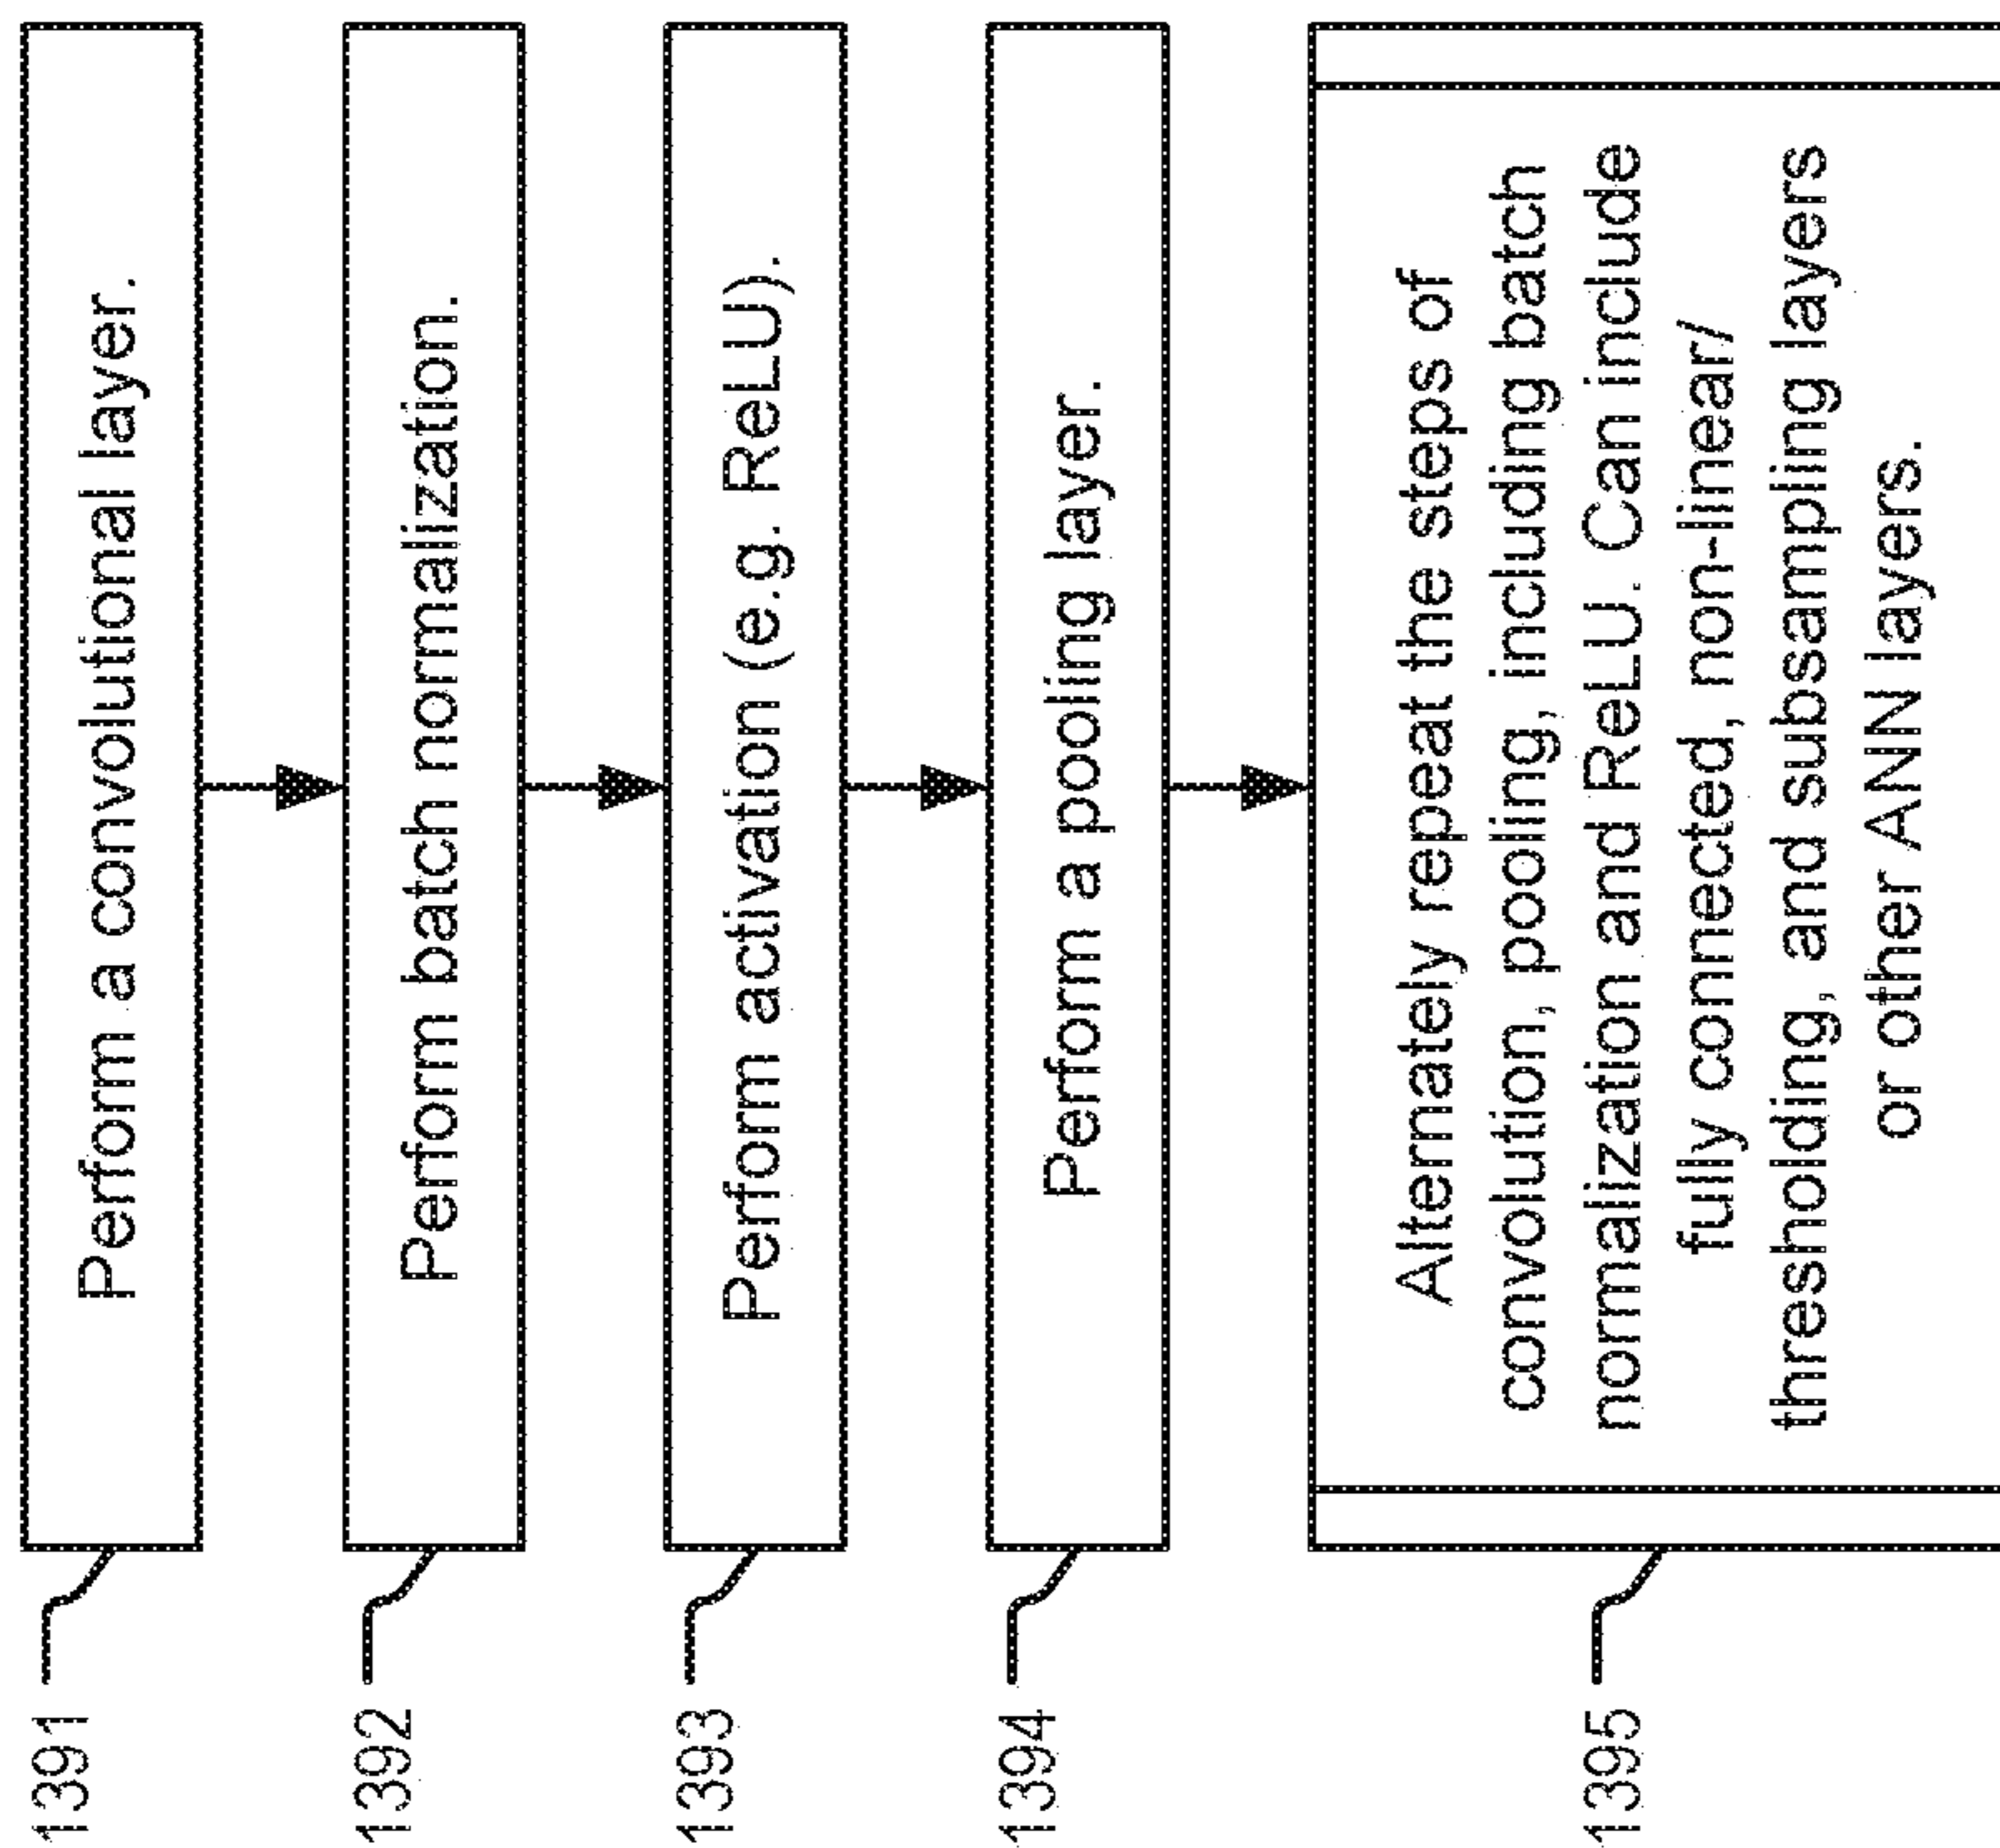 1391
Perform a convolutional layer.
1392
Perform batch normalization.
1393
Perform activation (e.g. ReLU).
1394
Perform a pooling layer.
1395
Alternately repeat the steps of
convolution, pooling, including batch
normalization and ReLU. Can include
fully connected, non-linear/
thresholding, and subsampling layers
or other ANN layers.